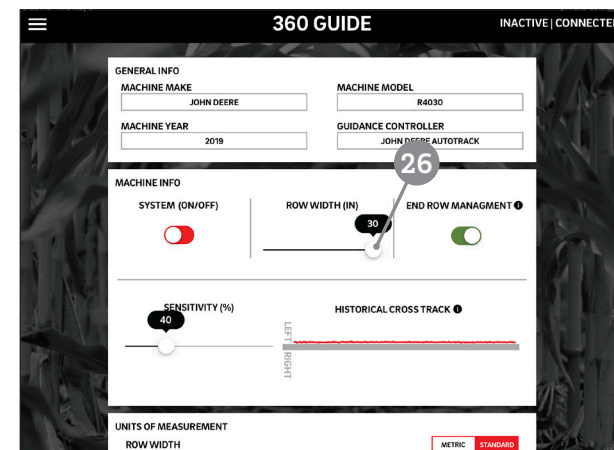 360 GUIDE
INACTIVE | CONNECTED
GENERAL INFO
MACHINE MAKE
MACHINE MODEL
JOHN DEERE
R4030
MACHINE YEAR
GUIDANCE CONTROLLER
2019
JOHN DEERE AUTOTRACK
26
MACHINE INFO
SYSTEM (ON/OFF)
ROW WIDTH (IN)
END ROW MANAGMENT
30
SENSITIVITY (%)
HISTORICAL CROSS TRACK
40
LEFT
RIGHT
UNITS OF MEASUREMENT
ROW WIDTH
METRIC
STANDARD